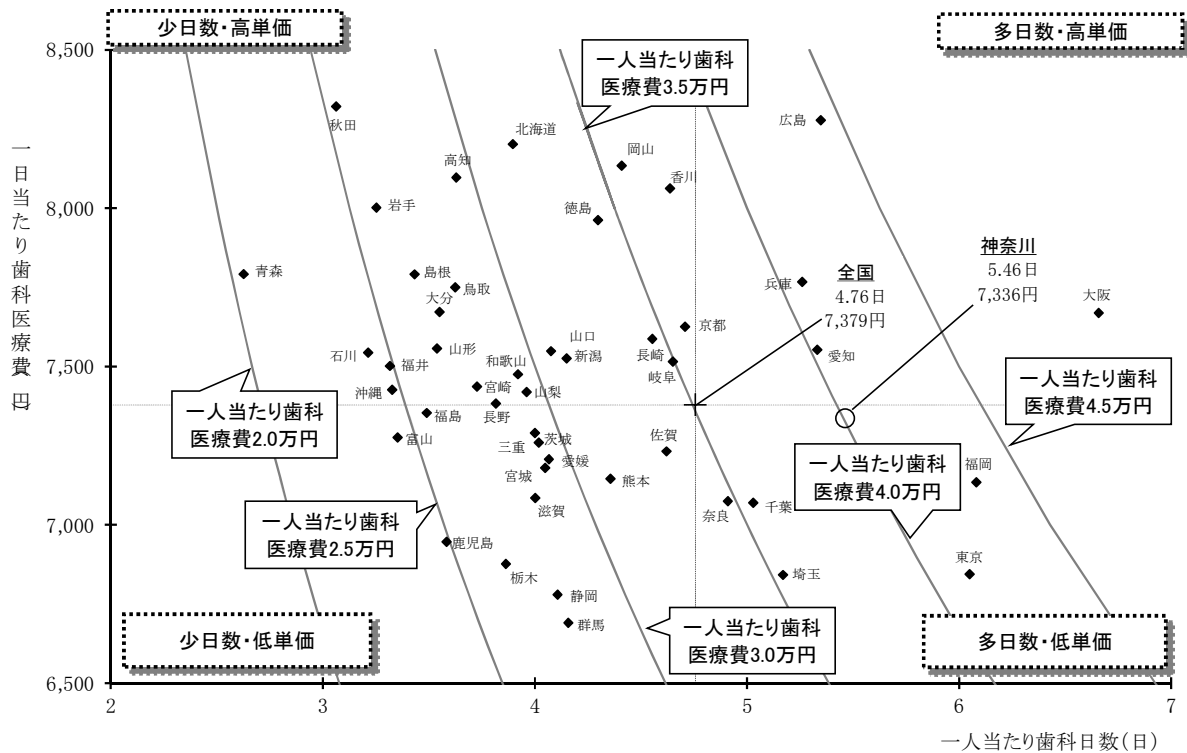 少日数・高単価
多日数・高単価
8,500
8,000
7,500
7,000
6,500
2
3
4
5
6
7
一日当たり歯科医療費(円)
一人当たり歯科日数(日)
一人当たり歯科
医療費3.5万円
広島
秋田
北海道
岡山
高知
香川
岩手
徳島
神奈川
5.46日
7,336円
全国
4.76日
7,379円
青森
島根
鳥取
大分
兵庫
大阪
京都
石川
福井
山形
和歌山
山口
新潟
長崎
岐阜
愛知
沖縄
宮崎
山梨
福島
長野
富山
三重
茨城
愛媛
宮城
佐賀
熊本
滋賀
奈良
千葉
福岡
一人当たり歯科
医療費2.0万円
一人当たり歯科
医療費4.5万円
一人当たり歯科
医療費4.0万円
一人当たり歯科
医療費2.5万円
鹿児島
栃木
静岡
群馬
埼玉
東京
一人当たり歯科
医療費3.0万円
少日数・低単価
多日数・低単価